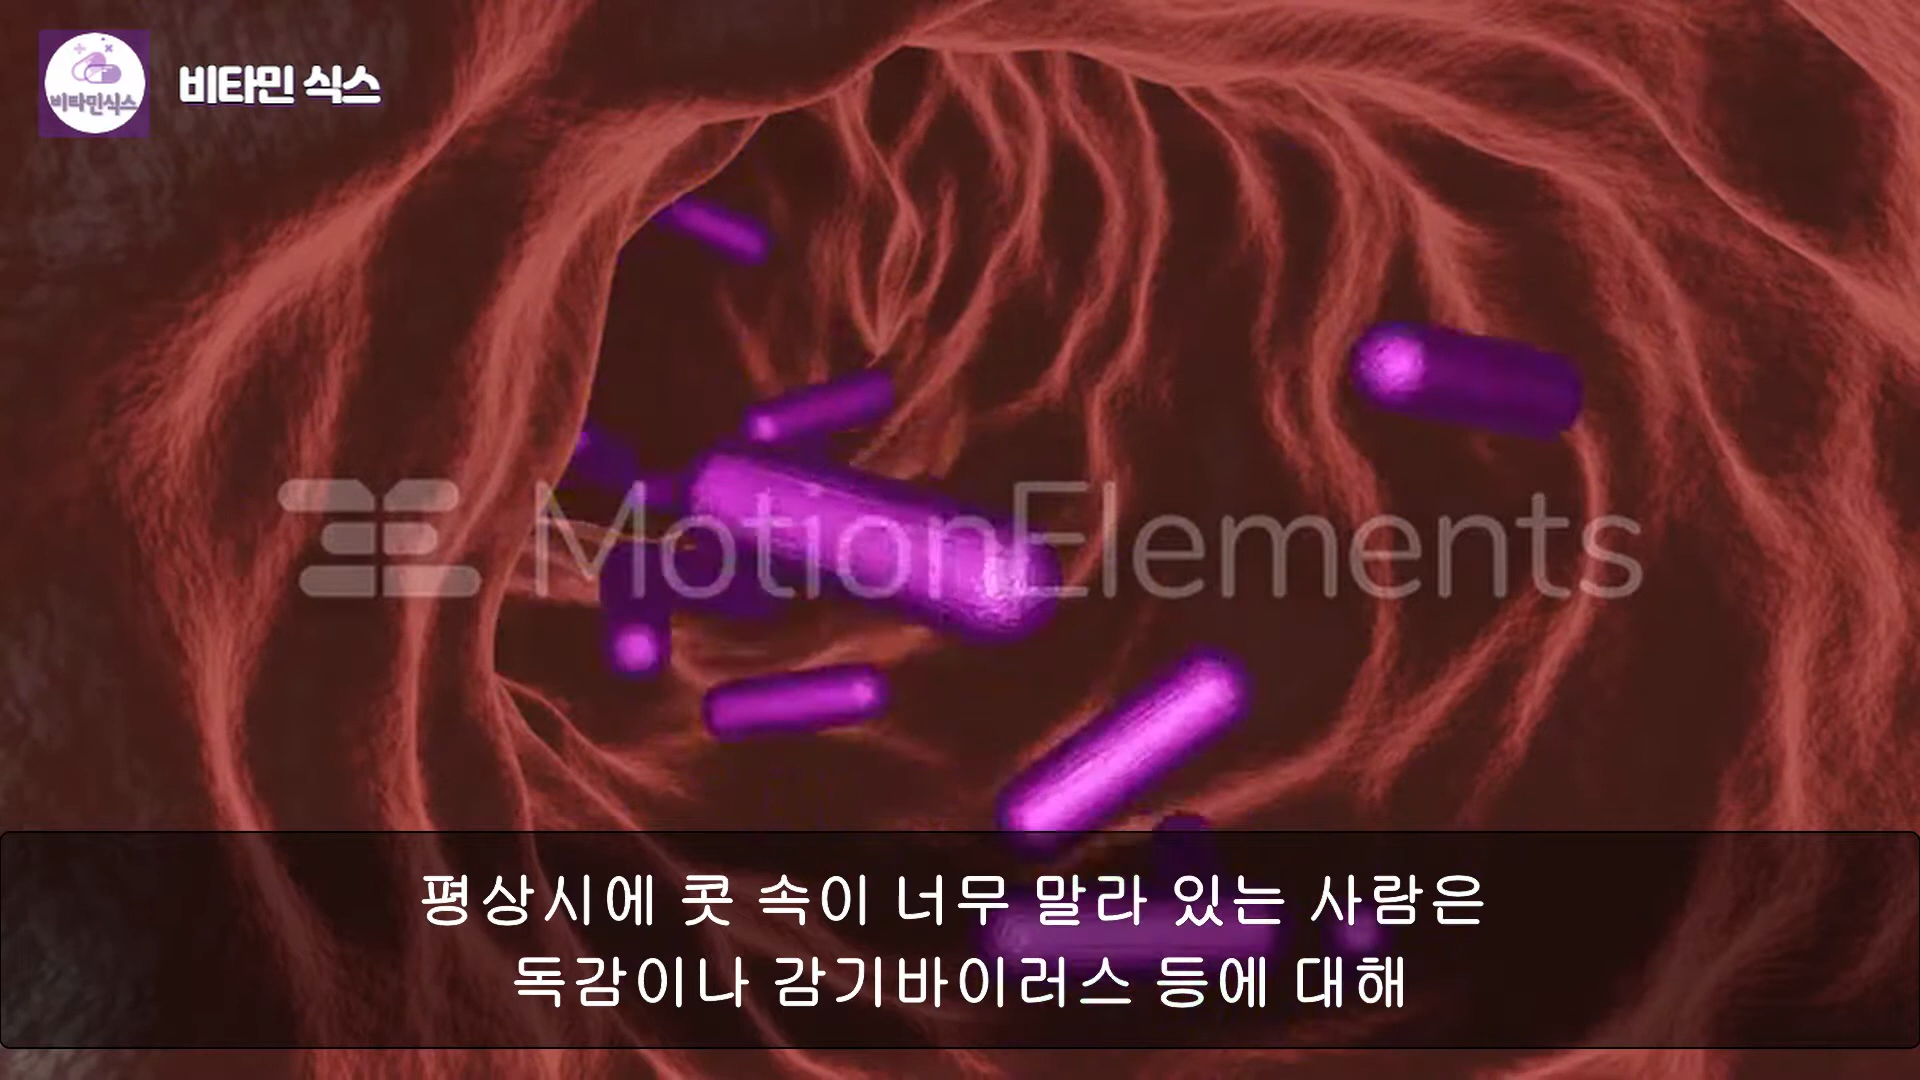 비타민식스
비타민 식스
MotionElements
평상시에 콧 속이 너무 말라 있는 사람은
독감이나 감기바이러스 등에 대해